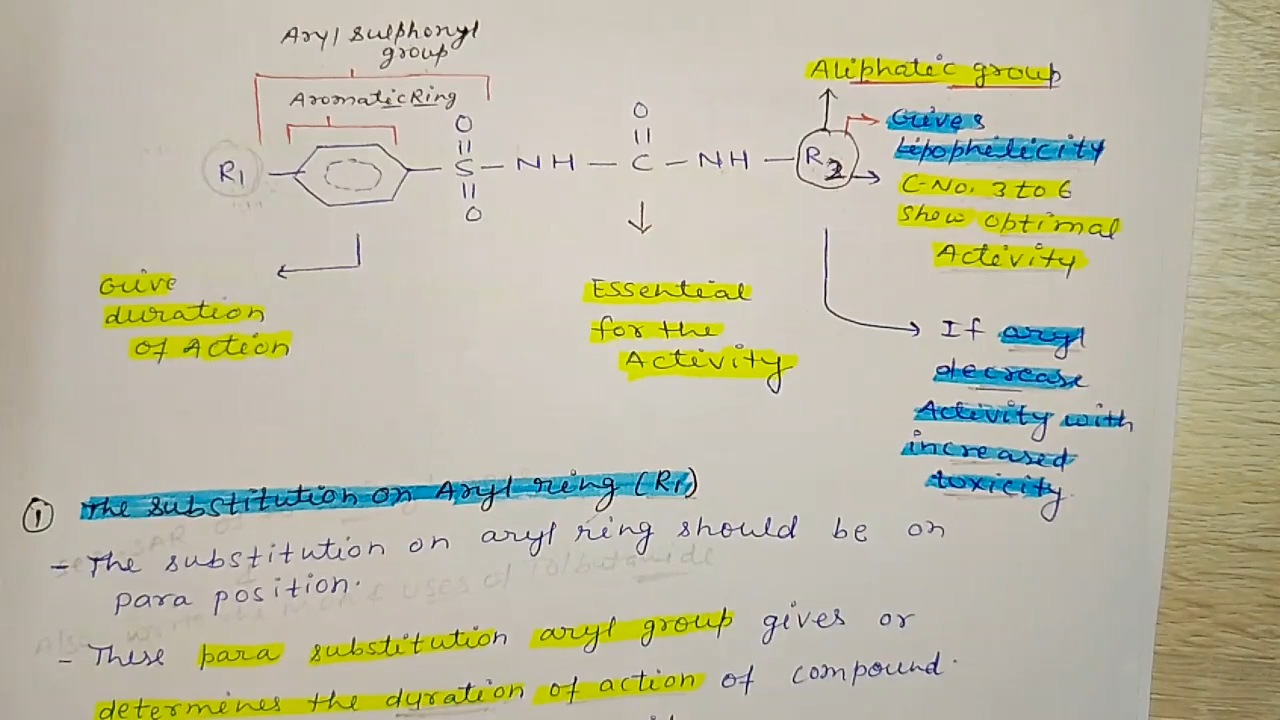 Aryl sulphonyl
group
Aromatic Ring
R1
O
S
O
NH
O
C
NH
R2
Aliphatic group
Gives
lipophilicity
C-No. 3 to 6
show optimal
Activity
Give
duration
of Action
Essential
for the
Activity
If aryl
decrease
Activity with
increased
toxicity.
① The substitution on Aryl ring (R1)
- The substitution on aryl ring should be on
para position.
- These para substitution aryl group gives or
determines the duration of action of compound.